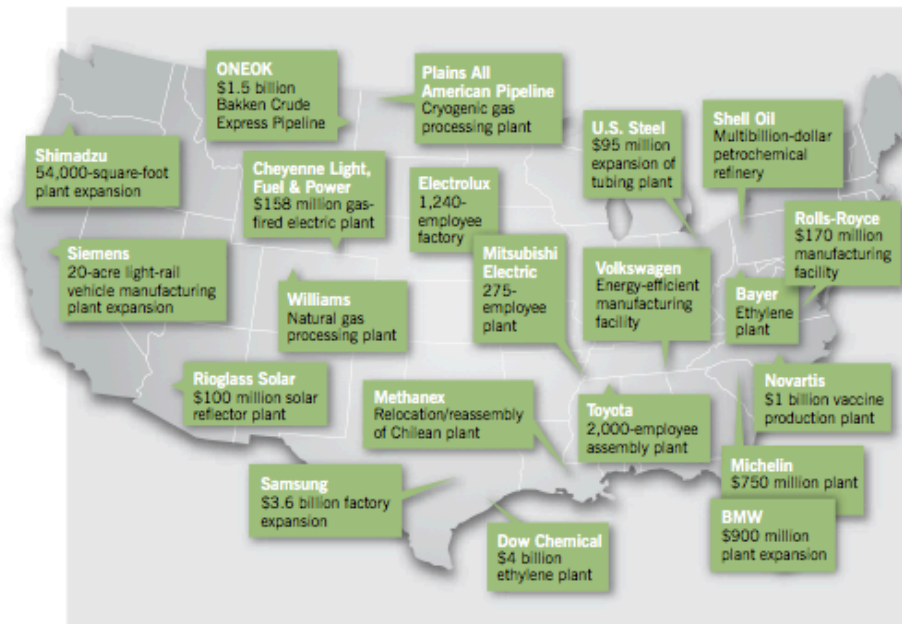 ONEOK
$1.5 billion
Bakken Crude
Express Pipeline
Plains All
American Pipeline
Cryogenic gas
processing plant
U.S. Steel
$95 million
expansion of
tubing plant
Shell Oil
Multibillion-dollar
petrochemical
refinery
Shimadzu
54,000-square-foot
plant expansion
Cheyenne Light,
Fuel & Power
$158 million gas-
fired electric plant
Electrolux
1,240-
employee
factory
Rolls-Royce
$170 million
manufacturing
facility
Siemens
20-acre light-rail
vehicle manufacturing
plant expansion
Mitsubishi
Electric
275-
employee
plant
Volkswagen
Energy-efficient
manufacturing
facility
Bayer
Ethylene
plant
Williams
Natural gas
processing plant
Rioglass Solar
$100 million solar
reflector plant
Methanex
Relocation/reassembly
of Chilean plant
Toyota
2,000-employee
assembly plant
Novartis
$1 billion vaccine
production plant
Samsung
$3.6 billion factory
expansion
Michelin
$750 million plant
Dow Chemical
$4 billion
ethylene plant
BMW
$900 million
plant expansion